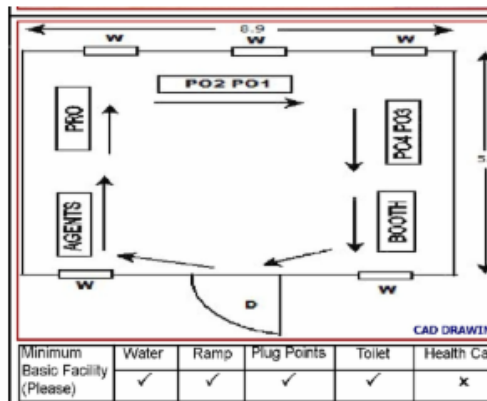 W W W
8.9
PO2 PO1
PRO
PO4 PO3
AGENTS
BOOTH
W W
D
CAD DRAWIN
Minimum Basic Facility (Please) Water Ramp Plug Points Toilet Health Ca
✓ ✓ ✓ ✓ x